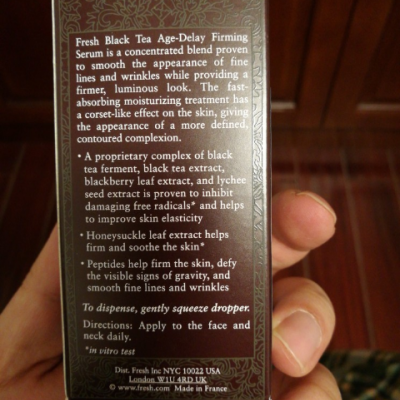 Fresh Black Tea Age-Delay Firming
Serum is a concentrated blend proven
to smooth the appearance of fine
lines and wrinkles while providing a
firmer, luminous look. The fast-
absorbing moisturizing treatment has
a corset-like effect on the skin, giving
the appearance of a more defined,
contoured complexion.
• A proprietary complex of black
tea ferment, black tea extract,
blackberry leaf extract, and lychee
seed extract is proven to inhibit
damaging free radicals* and helps
to improve skin elasticity
• Honeysuckle leaf extract helps
firm and soothe the skin*
• Peptides help firm the skin, defy
the visible signs of gravity, and
smooth fine lines and wrinkles
To dispense, gently squeeze dropper.
Directions: Apply to the face and
neck daily.
*in vitro test
Dist. Fresh Inc NYC 10022 USA
London W1U 4RD UK
© www.fresh.com Made in France